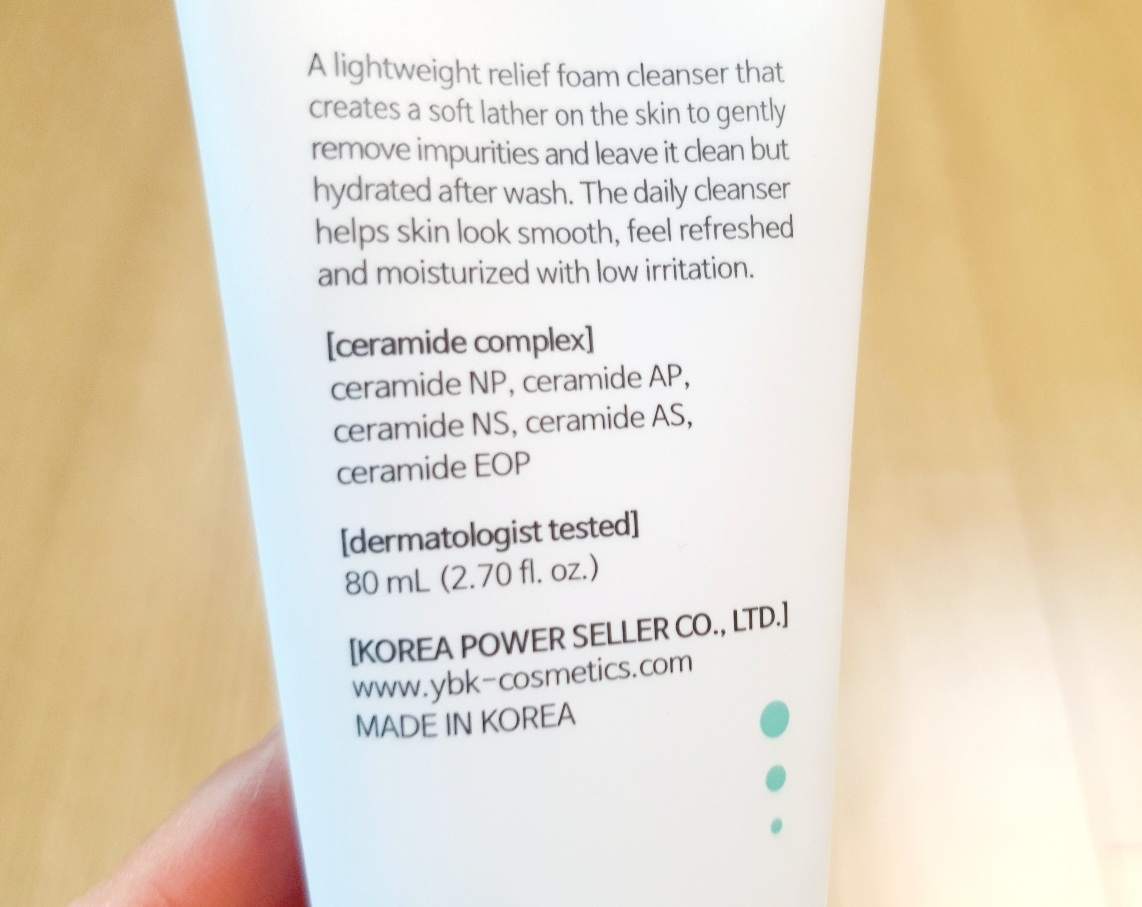 A lightweight relief foam cleanser that
creates a soft lather on the skin to gently
remove impurities and leave it clean but
hydrated after wash. The daily cleanser
helps skin look smooth, feel refreshed
and moisturized with low irritation.
[ceramide complex]
ceramide NP, ceramide AP,
ceramide NS, ceramide AS,
ceramide EOP
[dermatologist tested]
80 mL (2.70 fl. oz.)
[KOREA POWER SELLER CO., LTD.]
www.ybk-cosmetics.com
MADE IN KOREA